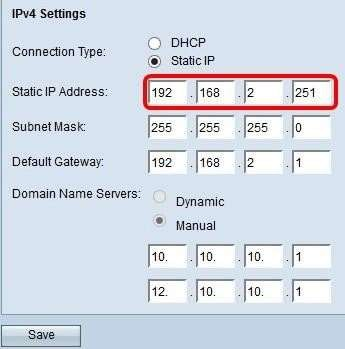 IPv4 Settings
Connection Type: DHCP
Static IP
Static IP Address: 192 . 168 . 2 . 251
Subnet Mask: 255 . 255 . 255 . 0
Default Gateway: 192 . 168 . 2 . 1
Domain Name Servers: Dynamic
Manual
10. . 10. . 10. . 1
12. . 10. . 10. . 1
Save